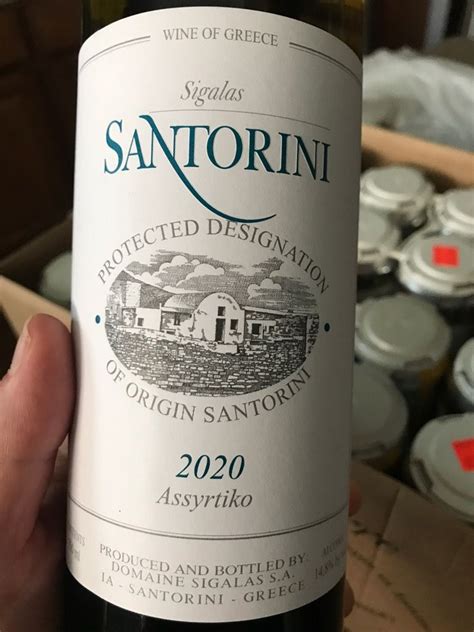 WINE OF GREECE
Sigalas
SANTORINI
PROTECTED DESIGNATION
OF ORIGIN SANTORINI
2020
Assyrtiko
PRODUCED AND BOTTLED BY:
DOMAINE SIGALAS S.A.
IA - SANTORINI - GREECE